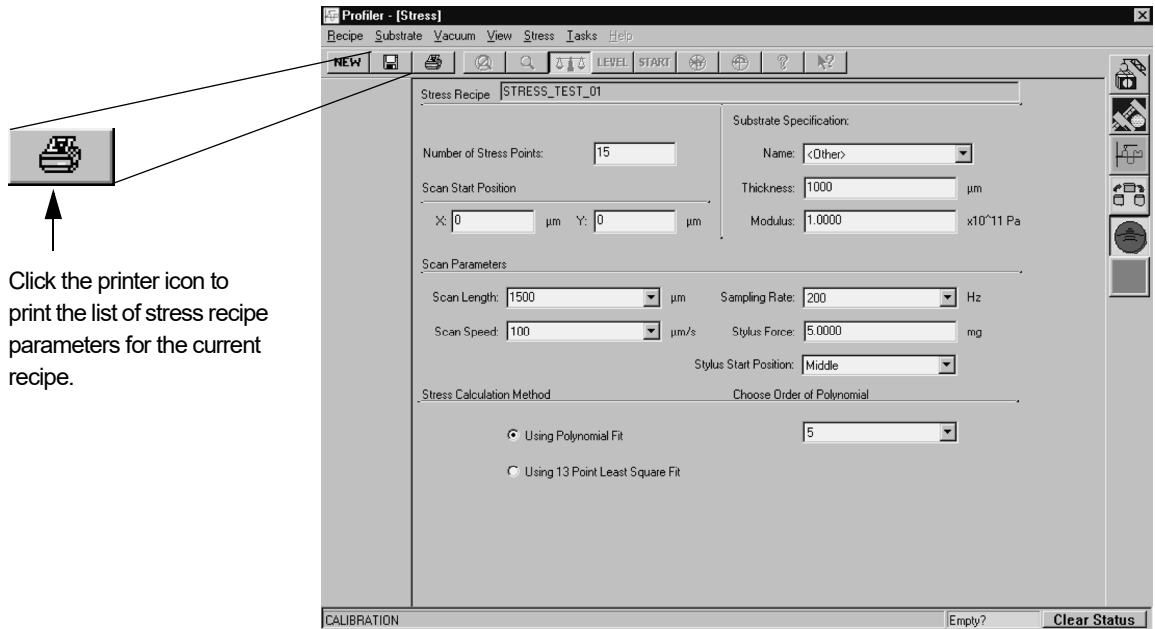 Profiler - [Stress]
Recipe Substrate Vacuum View Stress Tasks Help
NEW LEVEL START
Stress Recipe STRESS_TEST_01
Substrate Specification:
Number of Stress Points: 15
Name: <Other>
Scan Start Position
Thickness: 1000 µm
X: 0 µm Y: 0 µm
Modulus: 1.0000 x10^11 Pa
Click the printer icon to
print the list of stress recipe
parameters for the current
recipe.
Scan Parameters
Scan Length: 1500 µm Sampling Rate: 200 Hz
Scan Speed: 100 µm/s Stylus Force: 5.0000 mg
Stylus Start Position: Middle
Stress Calculation Method Choose Order of Polynomial
Using Polynomial Fit 5
Using 13 Point Least Square Fit
CALIBRATION Empty? Clear Status